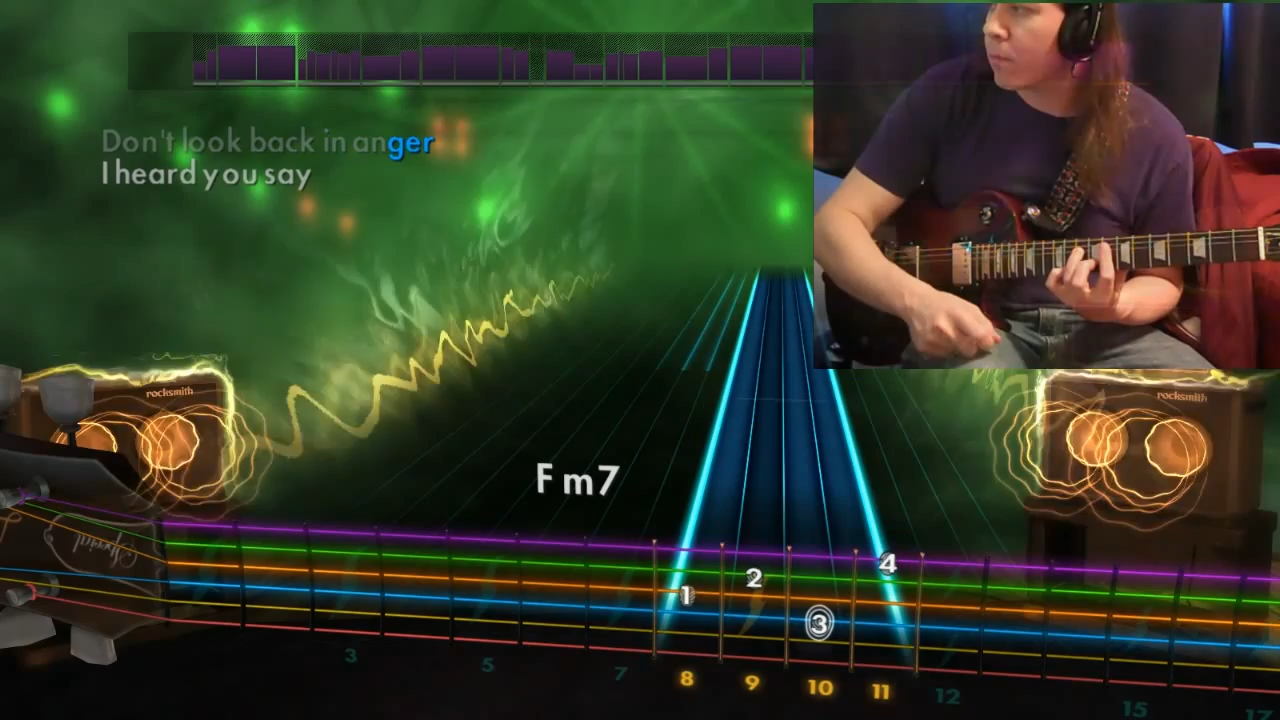 Don't look back in anger
I heard you say
rocksmith
rocksmith
F m7
1 2 3 4
3 5 7 8 9 10 11 12 15 17